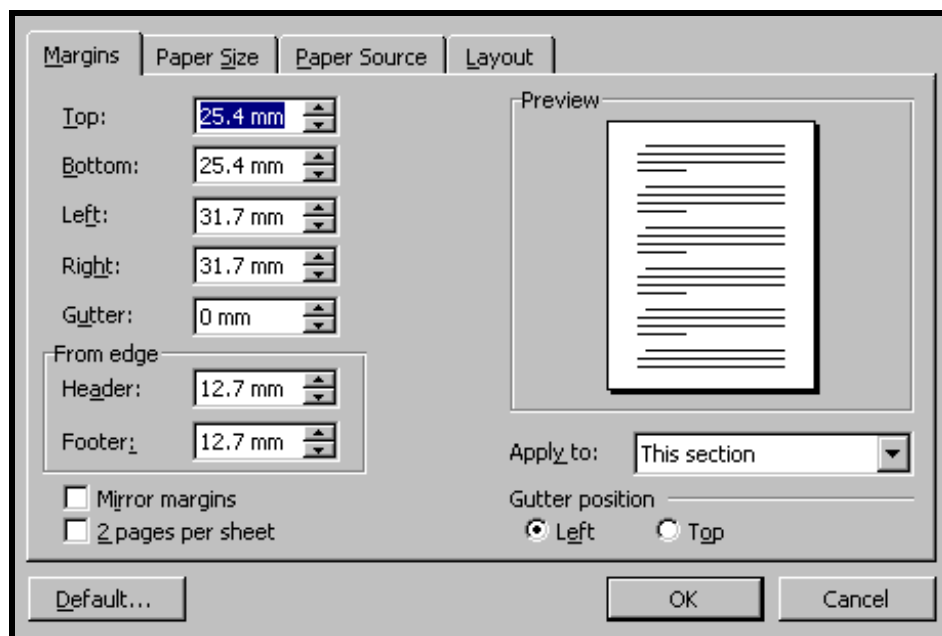 Margins Paper Size Paper Source Layout
Top: 25.4 mm
Bottom: 25.4 mm
Left: 31.7 mm
Right: 31.7 mm
Gutter: 0 mm
From edge
Header: 12.7 mm
Footer: 12.7 mm
Mirror margins
2 pages per sheet
Preview
Apply to: This section
Gutter position
Left Top
Default... OK Cancel